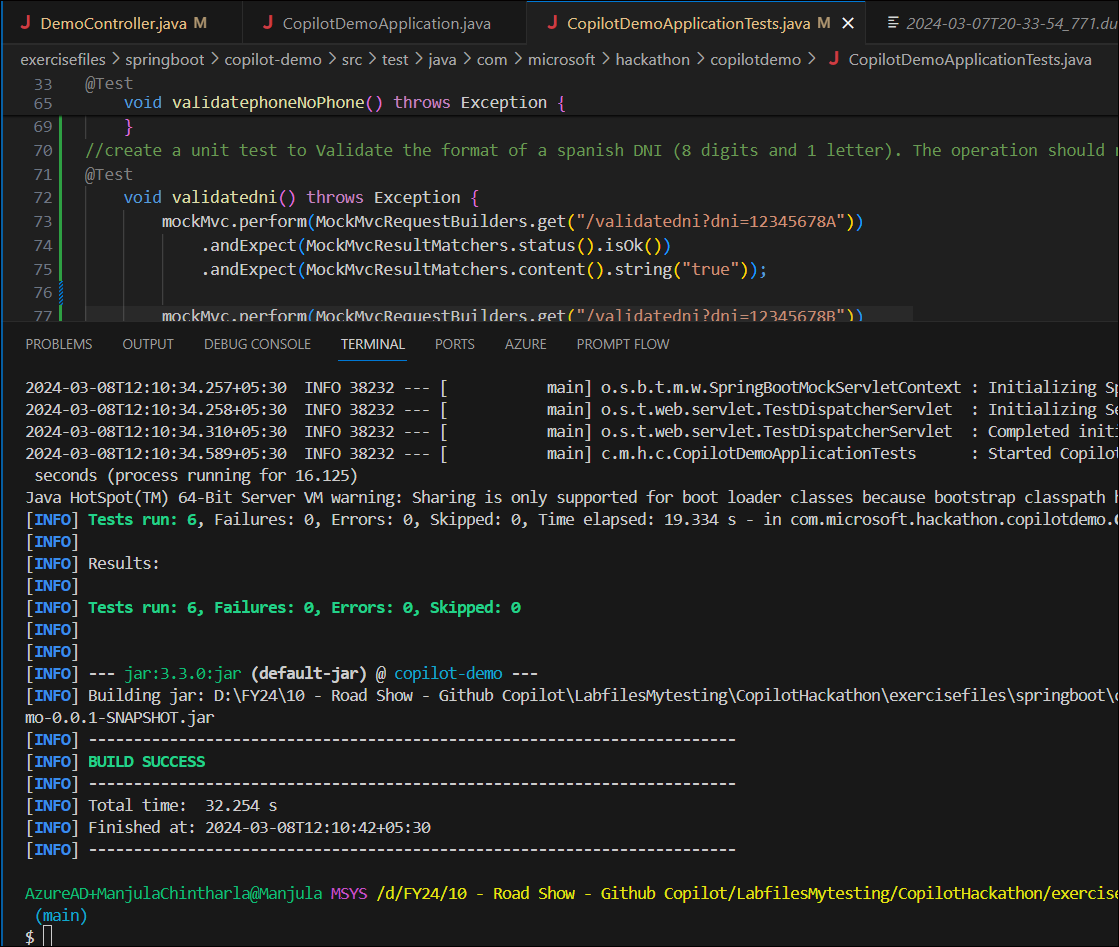 DemoController.java M
CopilotDemoApplication.java
CopilotDemoApplicationTests.java M
2024-03-07T20-33-54_771.du
exercisefiles > springboot > copilot-demo > src > test > java > com > microsoft > hackathon > copilotdemo > CopilotDemoApplicationTests.java
33 @Test
65 void validatephoneNoPhone() throws Exception {
69 }
70 //create a unit test to Validate the format of a spanish DNI (8 digits and 1 letter). The operation should
71 @Test
72 void validatedni() throws Exception {
73 mockMvc.perform(MockMvcRequestBuilders.get("/validatedni?dni=12345678A"))
74 .andExpect(MockMvcResultMatchers.status().isOk())
75 .andExpect(MockMvcResultMatchers.content().string("true"));
76
77 mockMvc.perform(MockMvcRequestBuilders.get("/validatedni?dni=12345678B"))
PROBLEMS OUTPUT DEBUG CONSOLE TERMINAL PORTS AZURE PROMPT FLOW
2024-03-08T12:10:34.257+05:30 INFO 38232 --- [ main] o.s.b.t.m.w.SpringBootMockServletContext : Initializing Sp
2024-03-08T12:10:34.258+05:30 INFO 38232 --- [ main] o.s.t.web.servlet.TestDispatcherServlet : Initializing Se
2024-03-08T12:10:34.310+05:30 INFO 38232 --- [ main] o.s.t.web.servlet.TestDispatcherServlet : Completed initi
2024-03-08T12:10:34.589+05:30 INFO 38232 --- [ main] c.m.h.c.CopilotDemoApplicationTests : Started Copilot
seconds (process running for 16.125)
Java HotSpot(TM) 64-Bit Server VM warning: Sharing is only supported for boot loader classes because bootstrap classpath h
[INFO] Tests run: 6, Failures: 0, Errors: 0, Skipped: 0, Time elapsed: 19.334 s - in com.microsoft.hackathon.copilotdemo.C
[INFO]
[INFO] Results:
[INFO]
[INFO] Tests run: 6, Failures: 0, Errors: 0, Skipped: 0
[INFO]
[INFO]
[INFO] --- jar:3.3.0:jar (default-jar) @ copilot-demo ---
[INFO] Building jar: D:\FY24\10 - Road Show - Github Copilot\LabfilesMytesting\CopilotHackathon\exercisefiles\springboot\c
mo-0.0.1-SNAPSHOT.jar
[INFO] ------------------------------------------------------------------------
[INFO] BUILD SUCCESS
[INFO] ------------------------------------------------------------------------
[INFO] Total time: 32.254 s
[INFO] Finished at: 2024-03-08T12:10:42+05:30
[INFO] ------------------------------------------------------------------------
AzureAD+ManjulaChintharla@Manjula MSYS /d/FY24/10 - Road Show - Github Copilot/LabfilesMytesting/CopilotHackathon/exercise
(main)
$